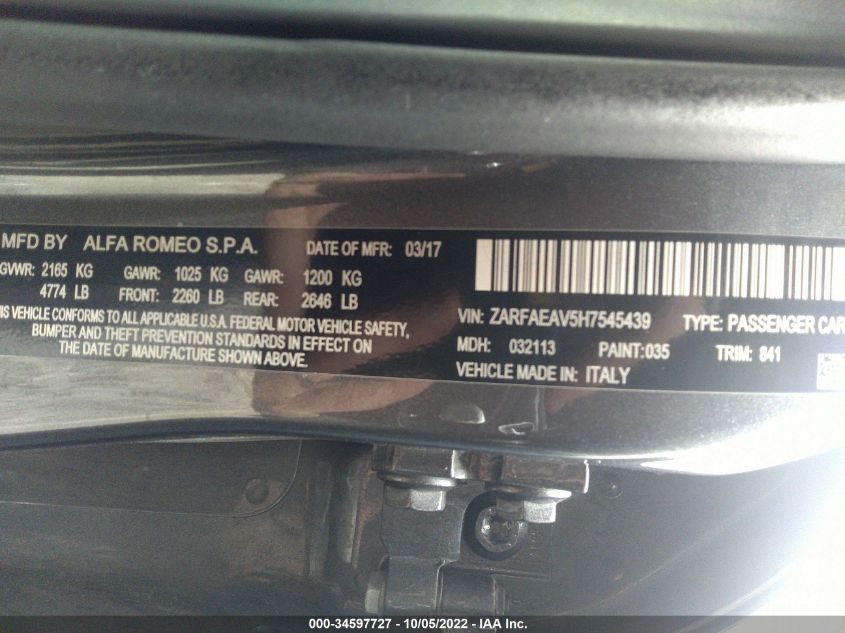 MFD BY ALFA ROMEO S.P.A. DATE OF MFR: 03/17
GVWR: 2165 KG GAWR: 1025 KG GAWR: 1200 KG
4774 LB FRONT: 2260 LB REAR: 2646 LB
THIS VEHICLE CONFORMS TO ALL APPLICABLE U.S.A. FEDERAL MOTOR VEHICLE SAFETY,
BUMPER AND THEFT PREVENTION STANDARDS IN EFFECT ON
THE DATE OF MANUFACTURE SHOWN ABOVE.
VIN: ZARFAEAV5H7545439 TYPE: PASSENGER CAR
MDH: 032113 PAINT: 035 TRIM: 841
VEHICLE MADE IN: ITALY
000-34597727 - 10/05/2022 - IAA Inc.